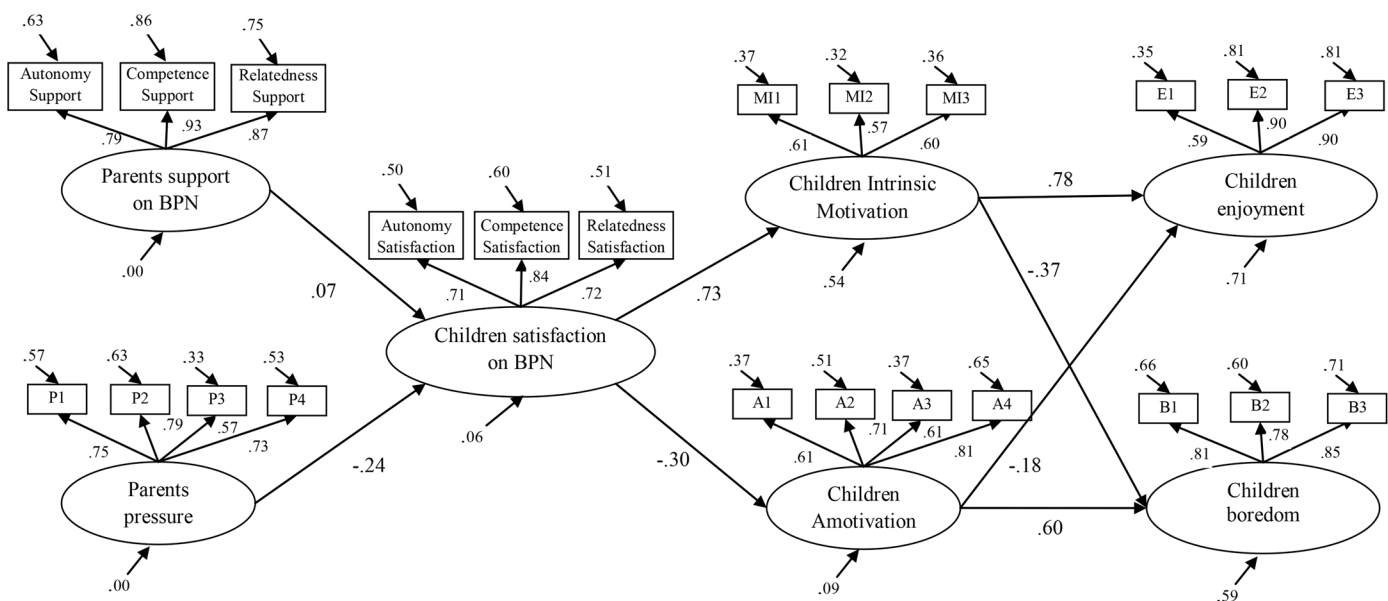 .63
.86
.75
Autonomy
Support
Competence
Support
Relatedness
Support
.79
.93
.87
Parents support
on BPN
.00
.07
.57
.63
.33
.53
P1
P2
P3
P4
.75
.79
.57
.73
Parents
pressure
.00
-.24
.50
.60
.51
Autonomy
Satisfaction
Competence
Satisfaction
Relatedness
Satisfaction
.71
.84
.72
Children satisfaction
on BPN
.06
.73
-.30
.37
.32
.36
MI1
MI2
MI3
.61
.57
.60
Children Intrinsic
Motivation
.54
.78
-.37
.37
.51
.37
.65
A1
A2
A3
A4
.61
.71
.61
.81
Children
Amotivation
.09
-.18
.60
.35
.81
.81
E1
E2
E3
.59
.90
.90
Children
enjoyment
.71
.66
.60
.71
B1
B2
B3
.81
.78
.85
Children
boredom
.59